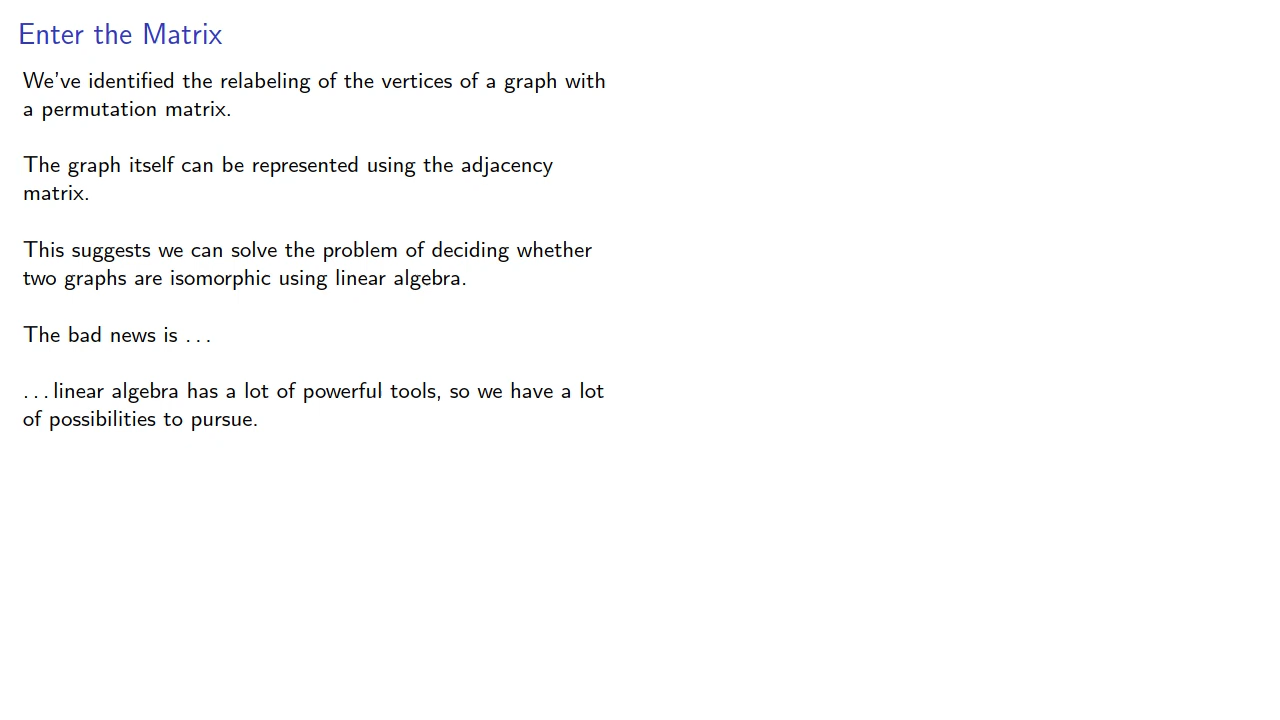 Enter the Matrix
We've identified the relabeling of the vertices of a graph with
a permutation matrix.
The graph itself can be represented using the adjacency
matrix.
This suggests we can solve the problem of deciding whether
two graphs are isomorphic using linear algebra.
The bad news is . . .
. . . linear algebra has a lot of powerful tools, so we have a lot
of possibilities to pursue.